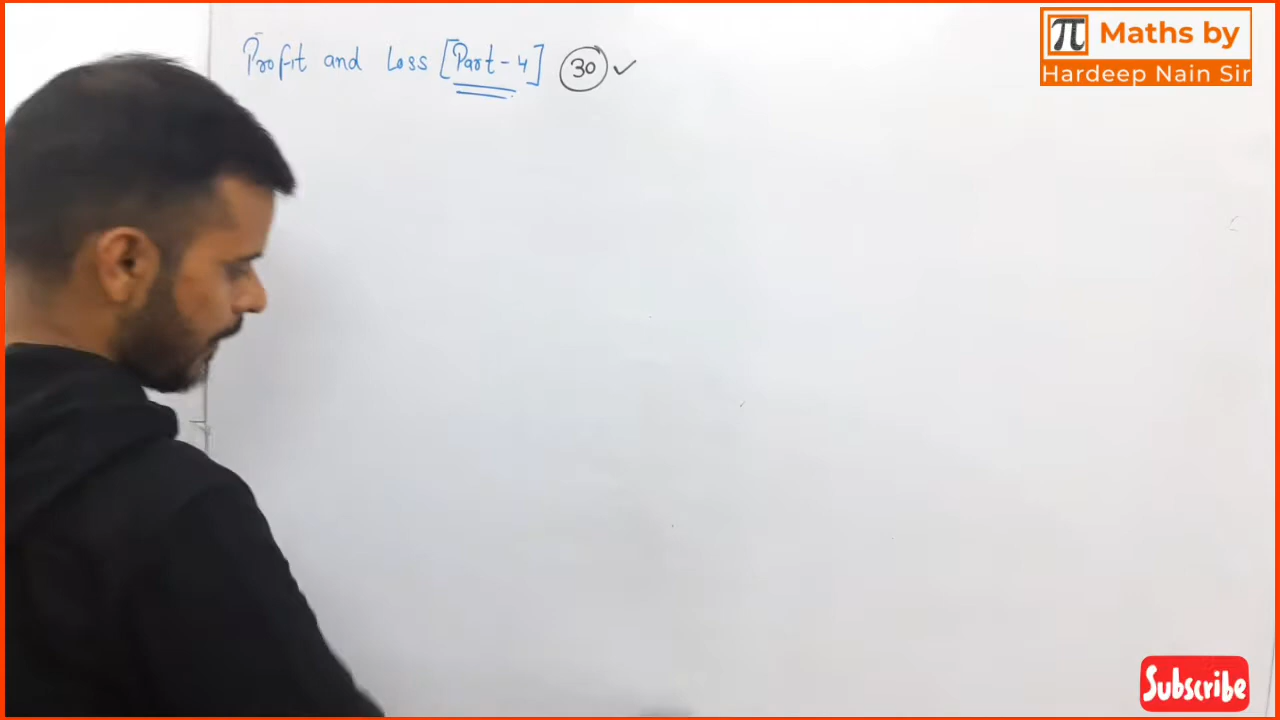 Profit and Loss [Part-4] 30 ✓
π Maths by
Hardeep Nain Sir
Subscribe